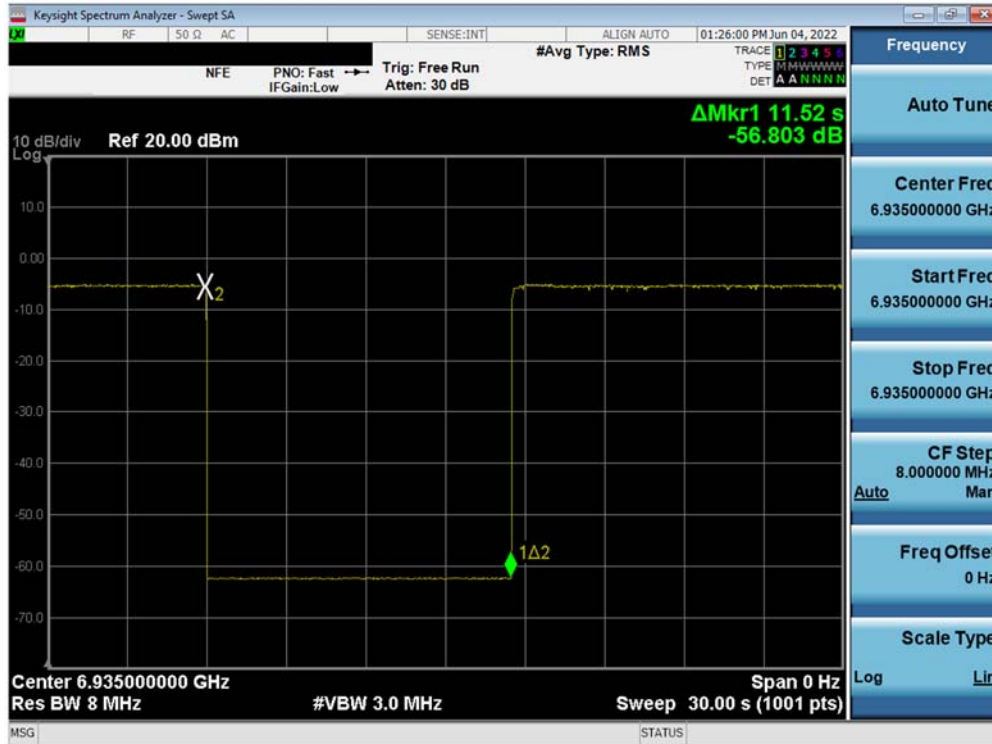 Keysight Spectrum Analyzer - Swept SA
LXI RF 50 Ω AC SENSE:INT ALIGN AUTO 01:26:00 PM Jun 04, 2022
#Avg Type: RMS
TRACE 1 2 3 4 5 6
TYPE M M W W W W
DET A A N N N N
NFE PNO: Fast Trig: Free Run
IFGain:Low Atten: 30 dB
ΔMkr1 11.52 s
-56.803 dB
10 dB/div Ref 20.00 dBm
Log
10.0
0.00
-10.0
-20.0
-30.0
-40.0
-50.0
-60.0
-70.0
2
1Δ2
Center 6.935000000 GHz Span 0 Hz
Res BW 8 MHz #VBW 3.0 MHz Sweep 30.00 s (1001 pts)
MSG STATUS
Frequency
Auto Tune
Center Freq
6.935000000 GHz
Start Freq
6.935000000 GHz
Stop Freq
6.935000000 GHz
CF Step
8.000000 MHz
Auto Man
Freq Offset
0 Hz
Scale Type
Log Lin